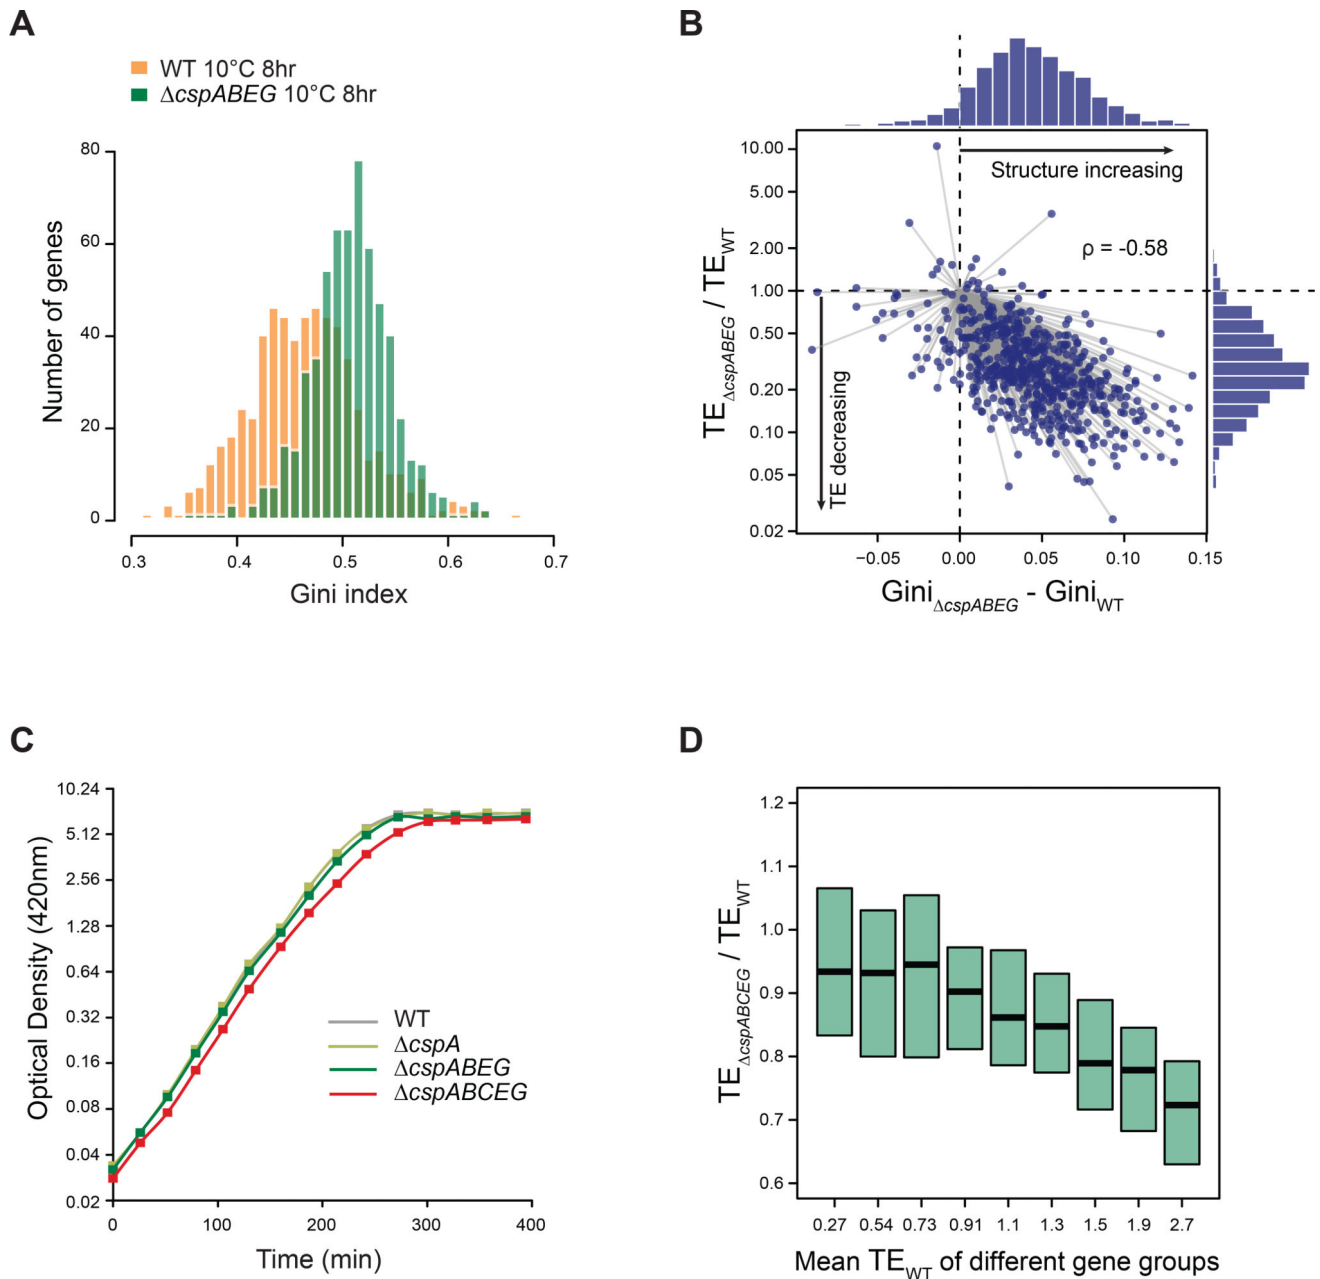 A
WT 10°C 8hr
ΔcspABEG 10°C 8hr
80
60
40
20
0
Number of genes
0.3 0.4 0.5 0.6 0.7
Gini index
B
10.00
5.00
2.00
1.00
0.50
0.20
0.10
0.05
0.02
TEΔcspABEG / TEWT
Structure increasing
ρ = -0.58
TE decreasing
−0.05 0.00 0.05 0.10 0.15
GiniΔcspABEG - GiniWT
C
10.24
5.12
2.56
1.28
0.64
0.32
0.16
0.08
0.04
0.02
Optical Density (420nm)
WT
ΔcspA
ΔcspABEG
ΔcspABCEG
0 100 200 300 400
Time (min)
D
1.2
1.1
1.0
0.9
0.8
0.7
0.6
TEΔcspABCEG / TEWT
0.27 0.54 0.73 0.91 1.1 1.3 1.5 1.9 2.7
Mean TEWT of different gene groups